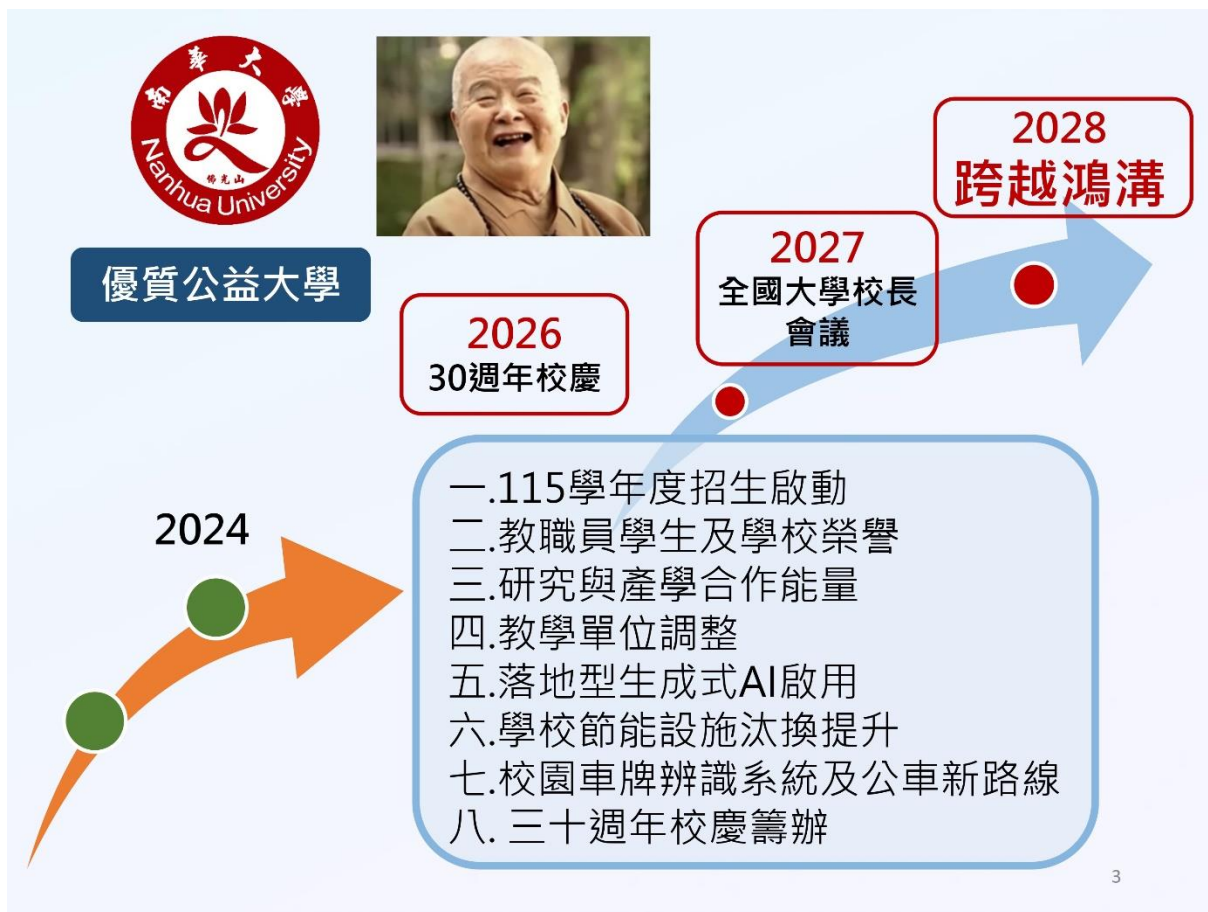 南華大學
Nanhua University
佛光山
優質公益大學
2024
2026
30週年校慶
2027
全國大學校長
會議
2028
跨越鴻溝
一.115學年度招生啟動
二.教職員學生及學校榮譽
三.研究與產學合作能量
四.教學單位調整
五.落地型生成式AI啟用
六.學校節能設施汰換提升
七.校園車牌辨識系統及公車新路線
八. 三十週年校慶籌辦
3